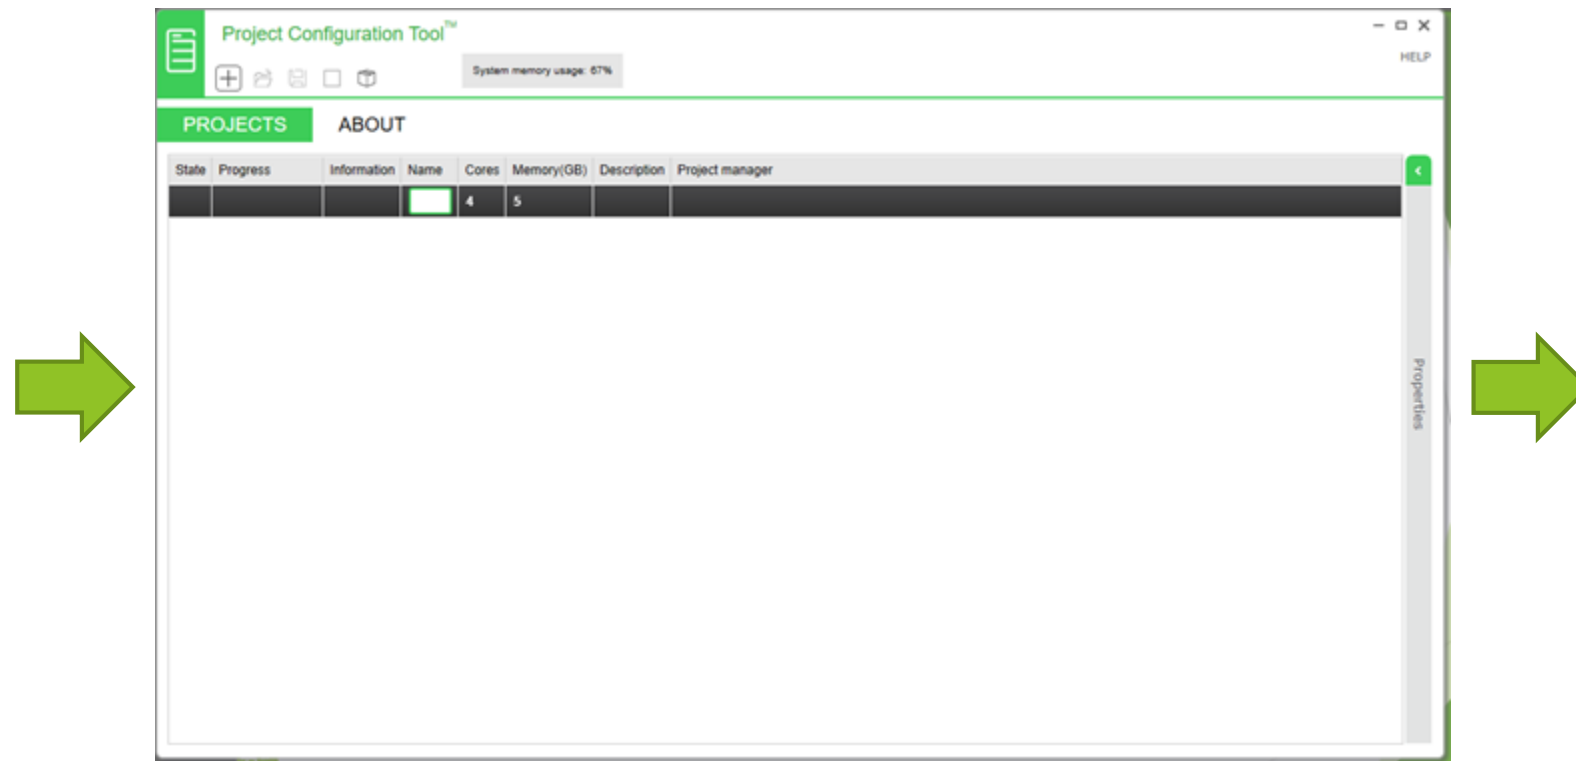 Project Configuration Tool™
HELP
System memory usage: 67%
PROJECTS ABOUT
State Progress Information Name Cores Memory(GB) Description Project manager
4 5
Properties